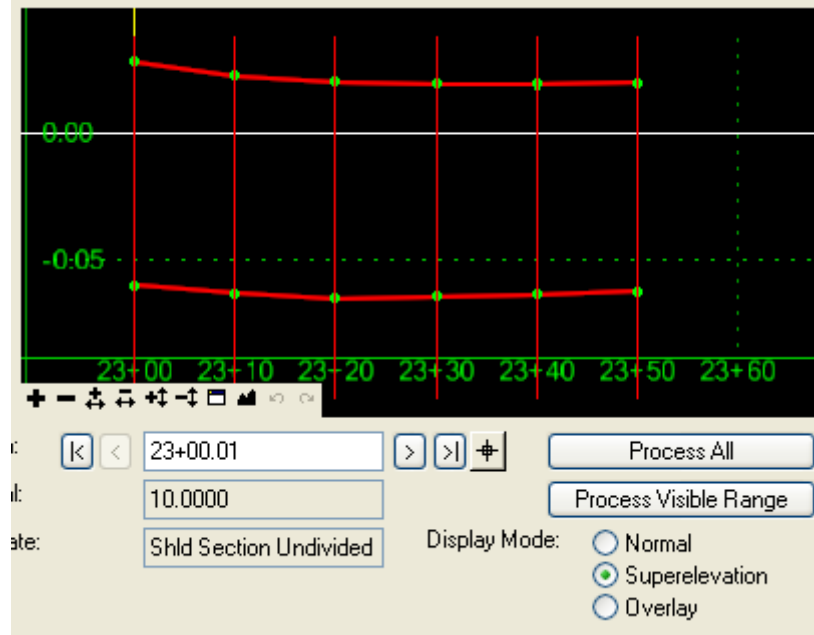 0.00
-0.05
23+00 23+10 23+20 23+30 23+40 23+50 23+60
23+00.01
Process All
10.0000
Process Visible Range
Shld Section Undivided
Display Mode:
Normal
Superelevation
Overlay